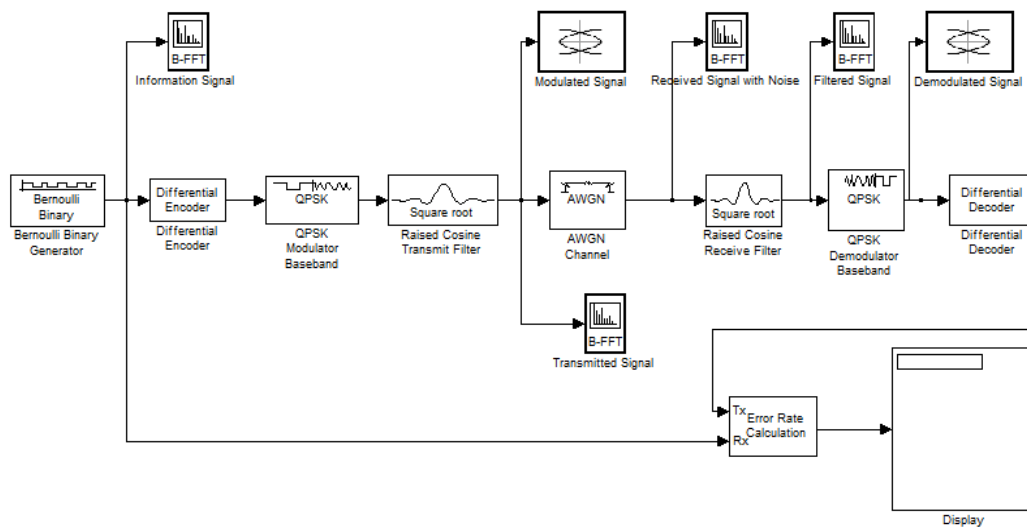 B-FFT
Information Signal
Modulated Signal
B-FFT
Received Signal with Noise
B-FFT
Filtered Signal
Demodulated Signal
Bernoulli
Binary
Bernoulli Binary
Generator
Differential
Encoder
Differential
Encoder
QPSK
QPSK
Modulator
Baseband
Square root
Raised Cosine
Transmit Filter
AWGN
AWGN
Channel
Square root
Raised Cosine
Receive Filter
QPSK
QPSK
Demodulator
Baseband
Differential
Decoder
Differential
Decoder
B-FFT
Transmitted Signal
Tx
Rx
Error Rate
Calculation
Display